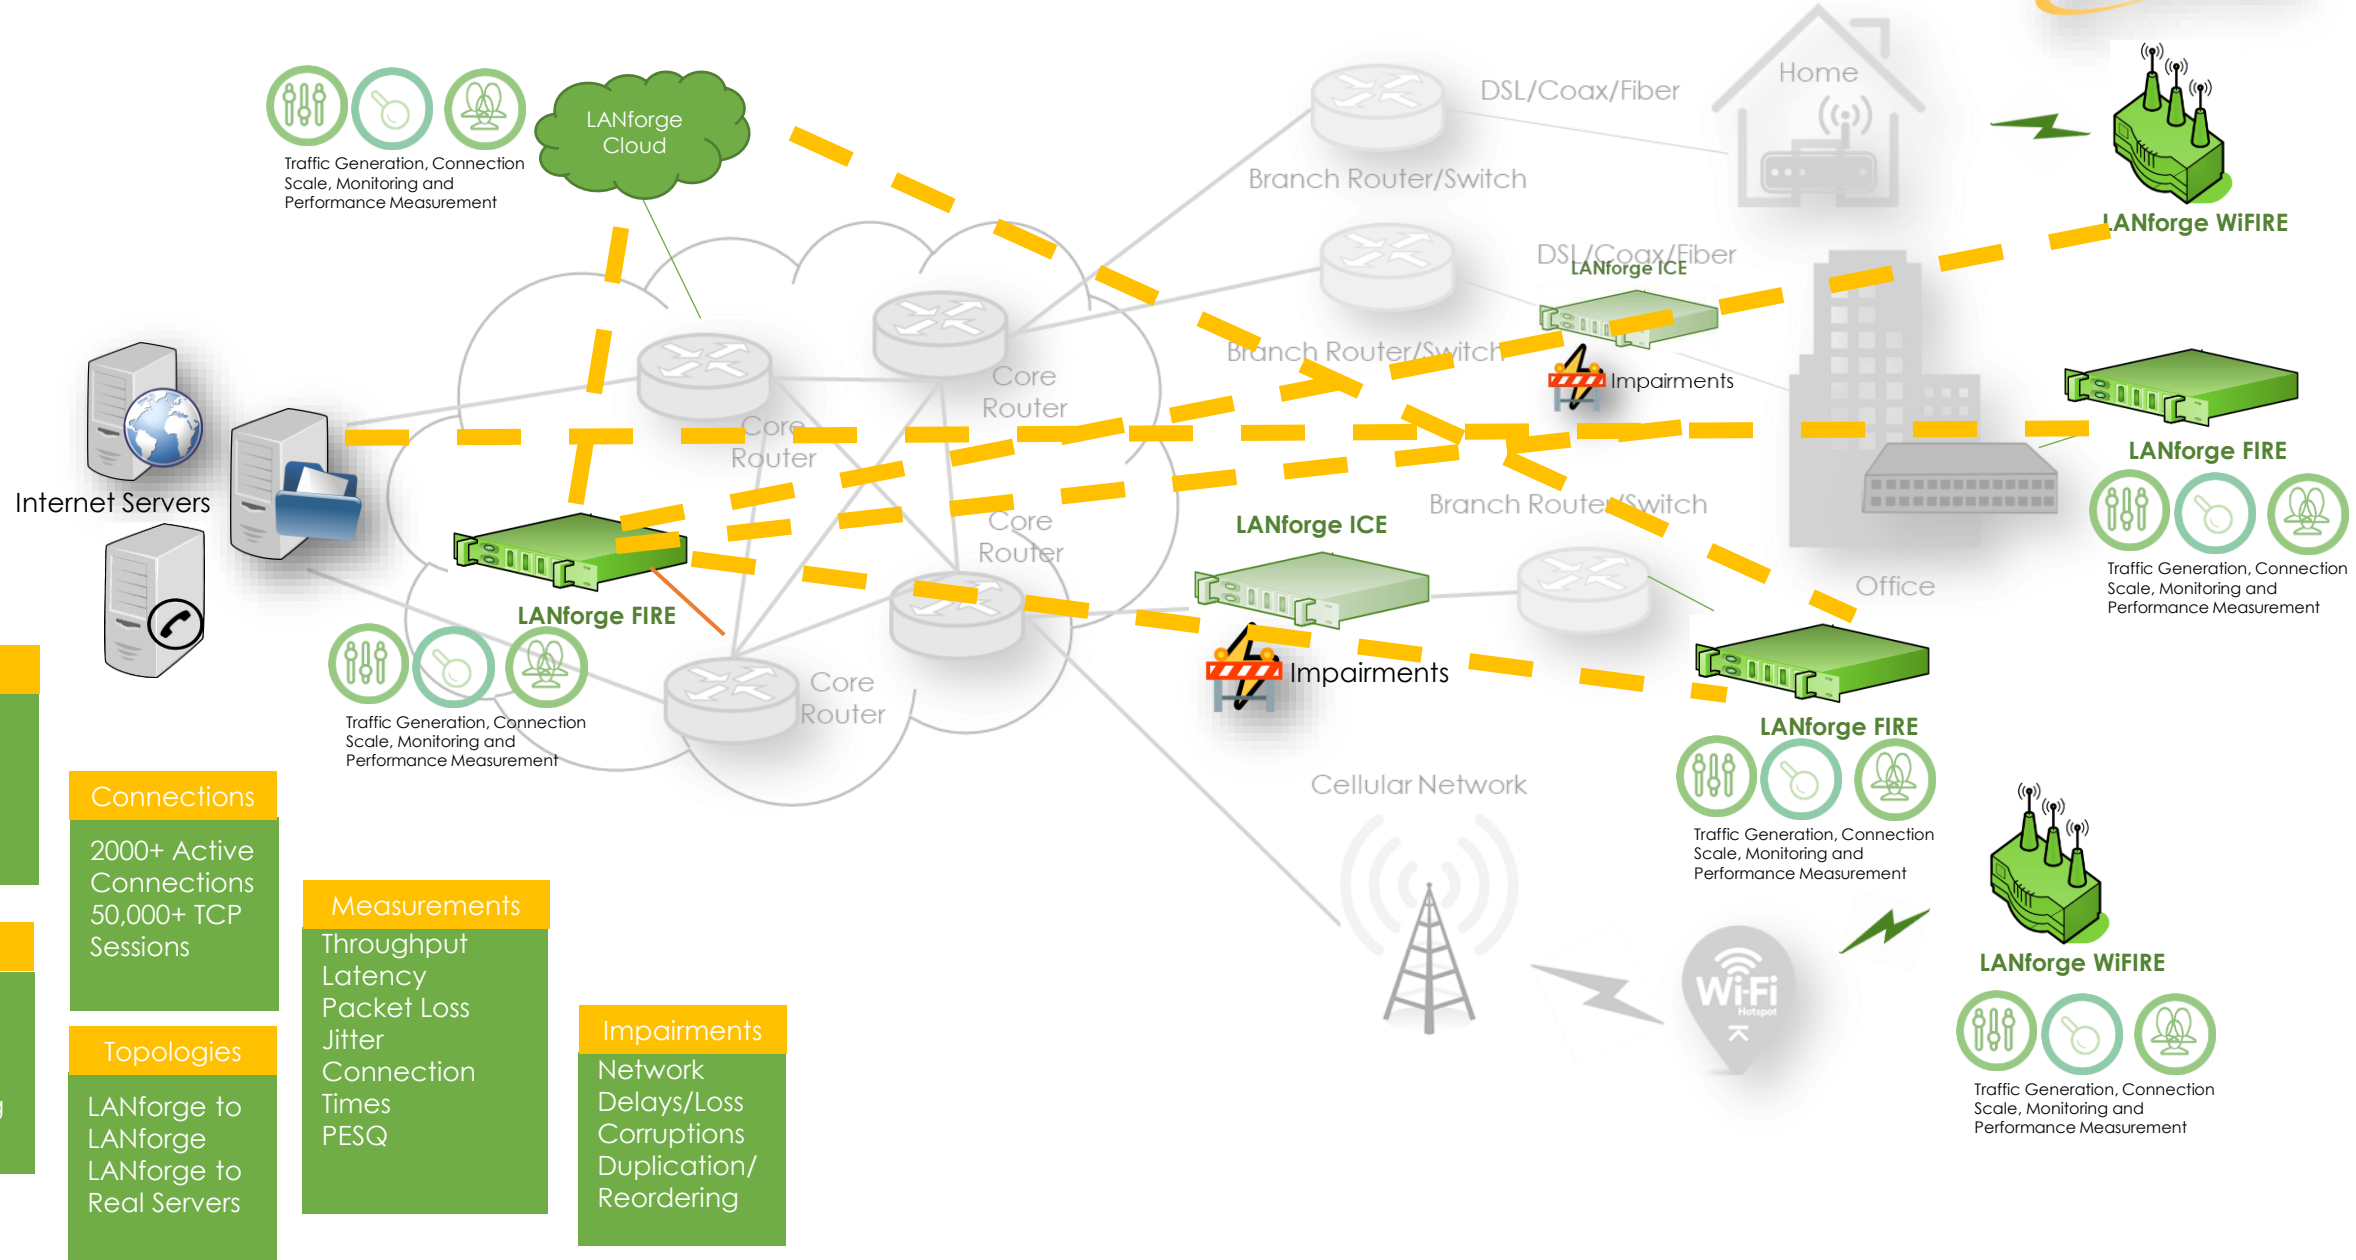 LANforge
Cloud
Traffic Generation, Connection
Scale, Monitoring and
Performance Measurement
DSL/Coax/Fiber
Home
Branch Router/Switch
LANforge WiFIRE
DSL/Coax/Fiber
LANforge ICE
Branch Router/Switch
Impairments
Core
Router
Core
Router
Internet Servers
LANforge FIRE
Traffic Generation, Connection
Scale, Monitoring and
Performance Measurement
Office
Branch Router/Switch
LANforge ICE
Core
Router
Impairments
LANforge FIRE
Traffic Generation, Connection
Scale, Monitoring and
Performance Measurement
Core
Router
LANforge FIRE
Traffic Generation, Connection
Scale, Monitoring and
Performance Measurement
Cellular Network
Wi-Fi
Hotspot
LANforge WiFIRE
Traffic Generation, Connection
Scale, Monitoring and
Performance Measurement
Connections
2000+ Active
Connections
50,000+ TCP
Sessions
Topologies
LANforge to
LANforge
LANforge to
Real Servers
Measurements
Throughput
Latency
Packet Loss
Jitter
Connection
Times
PESQ
Impairments
Network
Delays/Loss
Corruptions
Duplication/
Reordering